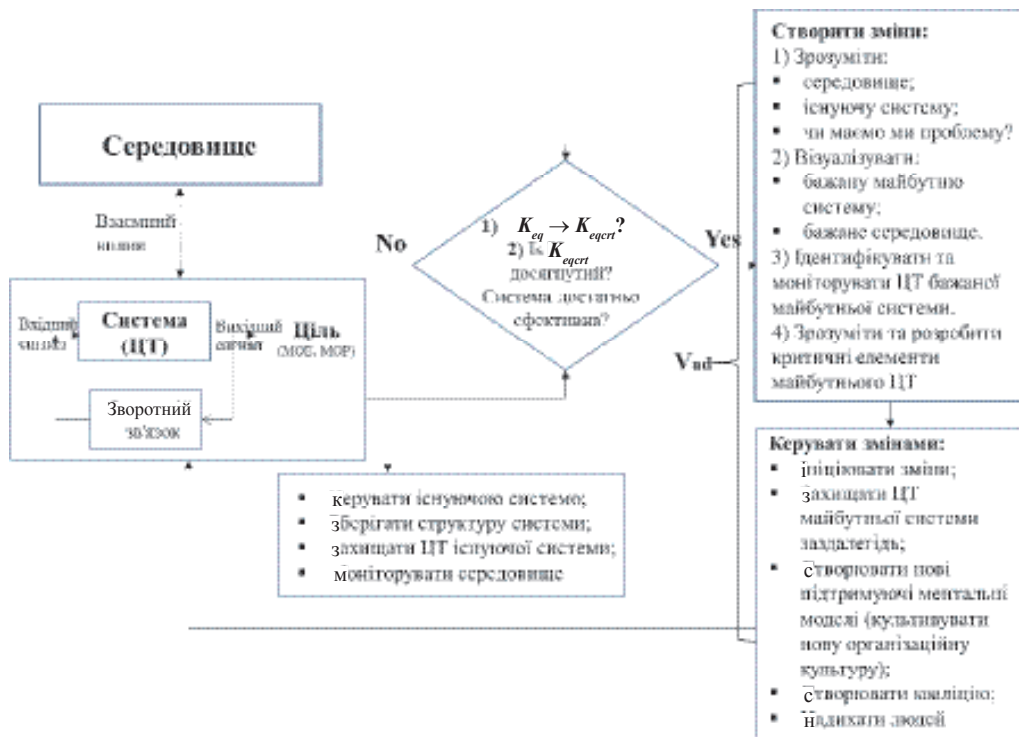 Середовище
Взаємний
вплив
Вхідний
Система
(ЦТ)
Вихідний
сигнал
Ціль
(MOE, MOP)
Зворотний
зв'язок
No
1) K_eq → K_eqcrt?
2) Is K_eqcrt
досягнутий?
Система достатньо
ефективна?
Yes
керувати існуючою системою;
зберігати структуру системи;
захищати ЦТ існуючої системи;
моніторувати середовище
Створити зміни:
1) Зрозуміти:
середовище;
існуючу систему;
чи маємо ми проблему?
2) Візуалізувати:
бажану майбутню
систему;
бажане середовище.
3) Ідентифікувати та
моніторувати ЦТ бажаної
майбутньої системи.
4) Зрозуміти та розробити
критичні елементи
майбутнього ЦТ
Керувати змінами:
ініціювати зміни;
захищати ЦТ
майбутньої системи
заздалегідь;
створювати нові
підтримуючі ментальні
моделі (культивувати
нову організаційну
культуру);
створювати коаліцію;
надихати людей